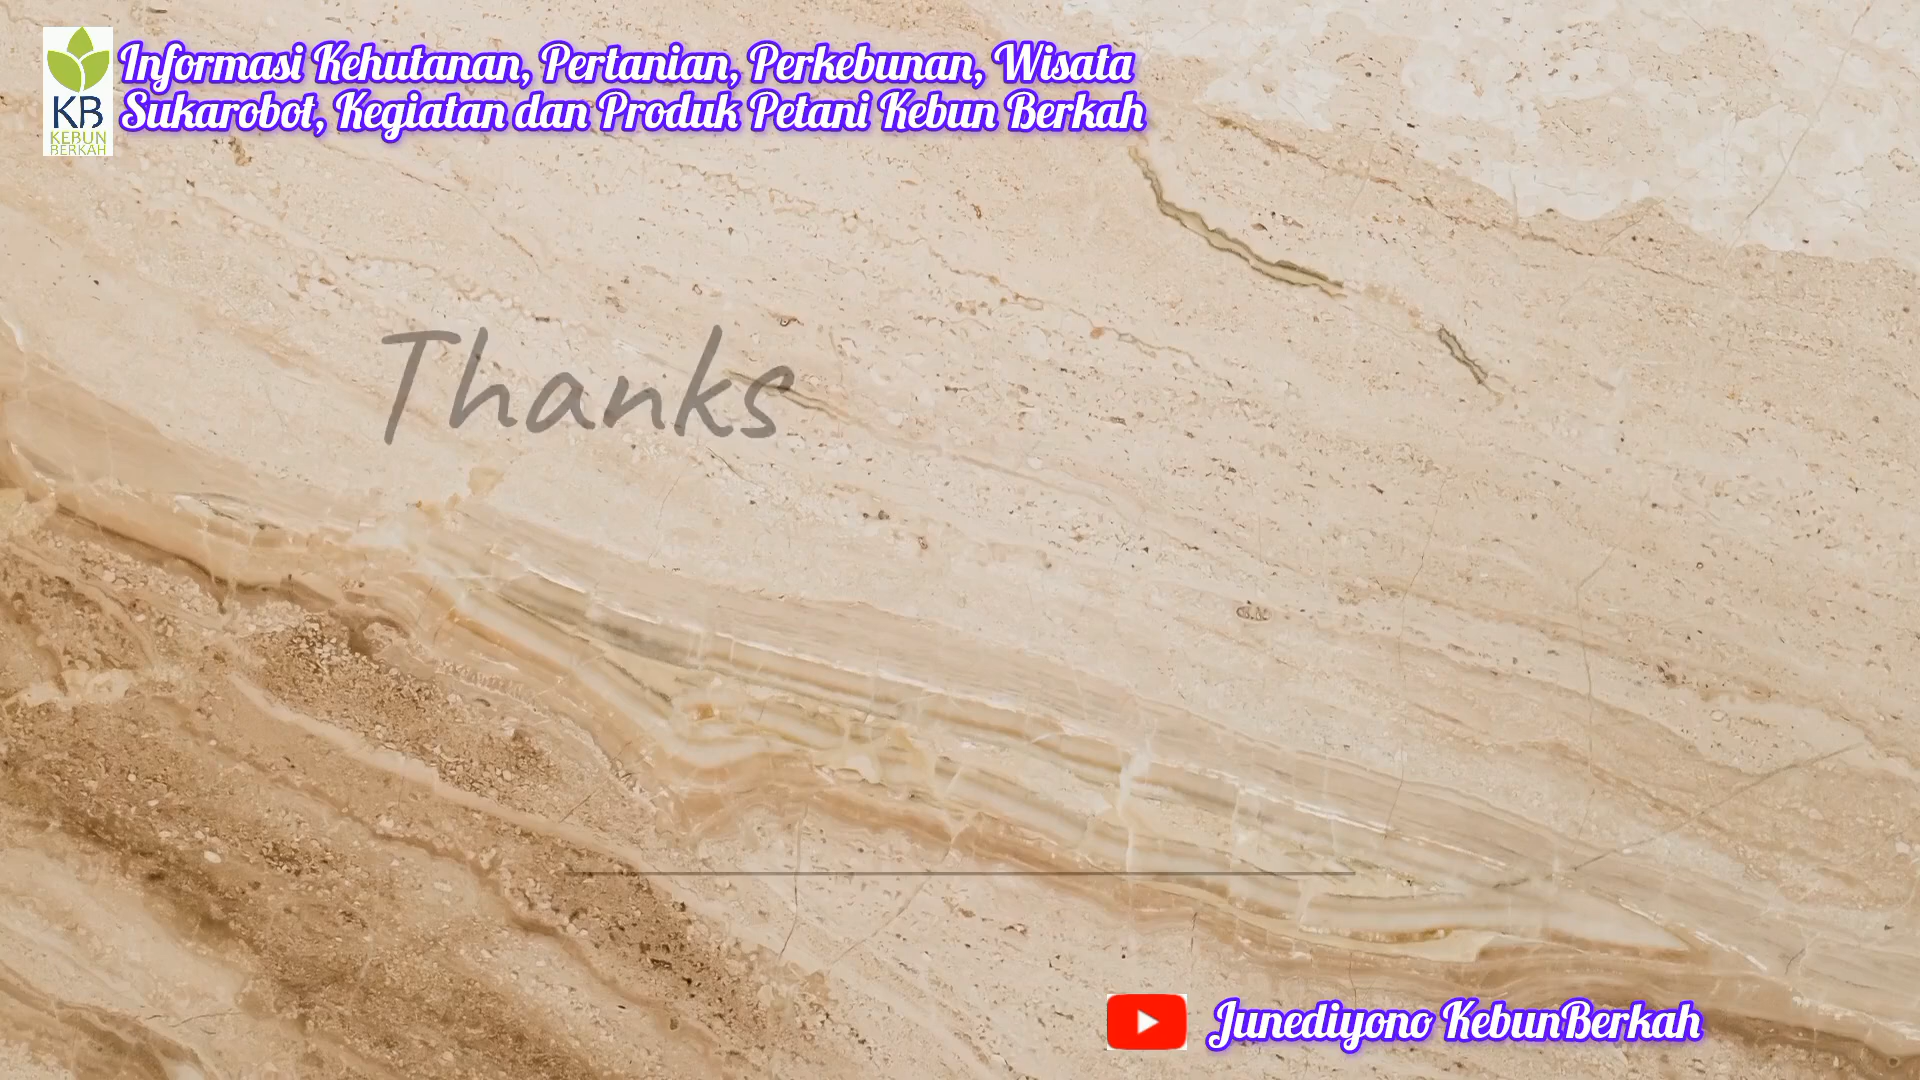 Informasi Kehutanan, Pertanian, Perkebunan, Wisata
Sukarobot, Kegiatan dan Produk Petani Kebun Berkah
KB
KEBUN
BERKAH
Thanks
Junediyono KebunBerkah